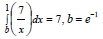 ∫_b^1 (7/x) dx = 7, b = e^{-1}